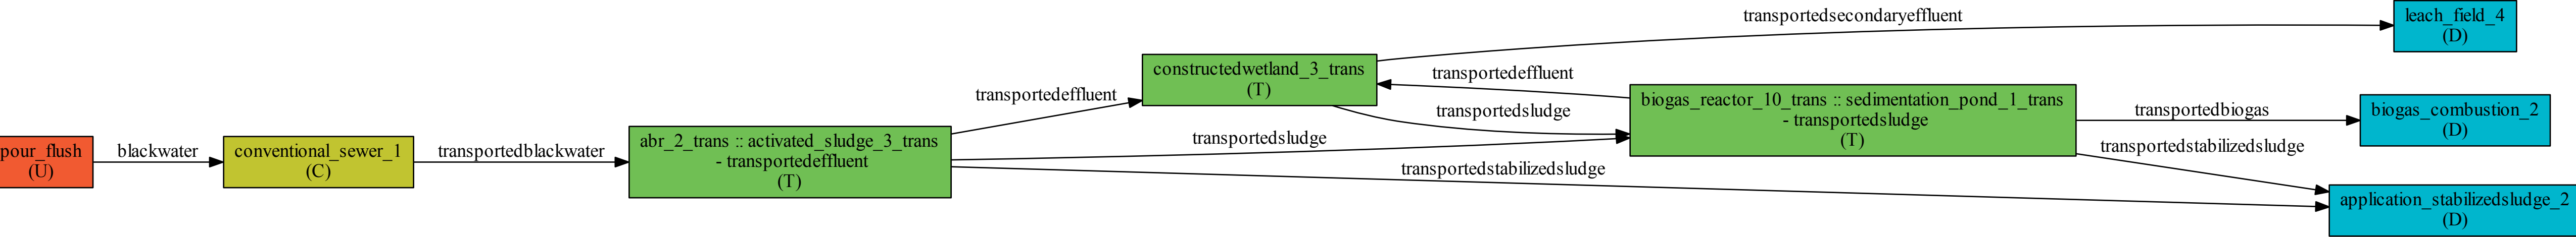 pour_flush
(U)
blackwater
conventional_sewer_1
(C)
transportedblackwater
abr_2_trans :: activated_sludge_3_trans
- transportedeffluent
(T)
transportedeffluent
constructedwetland_3_trans
(T)
transportedsludge
transportedstabilizedsludge
transportedeffluent
transportedsludge
transportedsecondaryeffluent
biogas_reactor_10_trans :: sedimentation_pond_1_trans
- transportedsludge
(T)
transportedbiogas
transportedstabilizedsludge
leach_field_4
(D)
biogas_combustion_2
(D)
application_stabilizedsludge_2
(D)